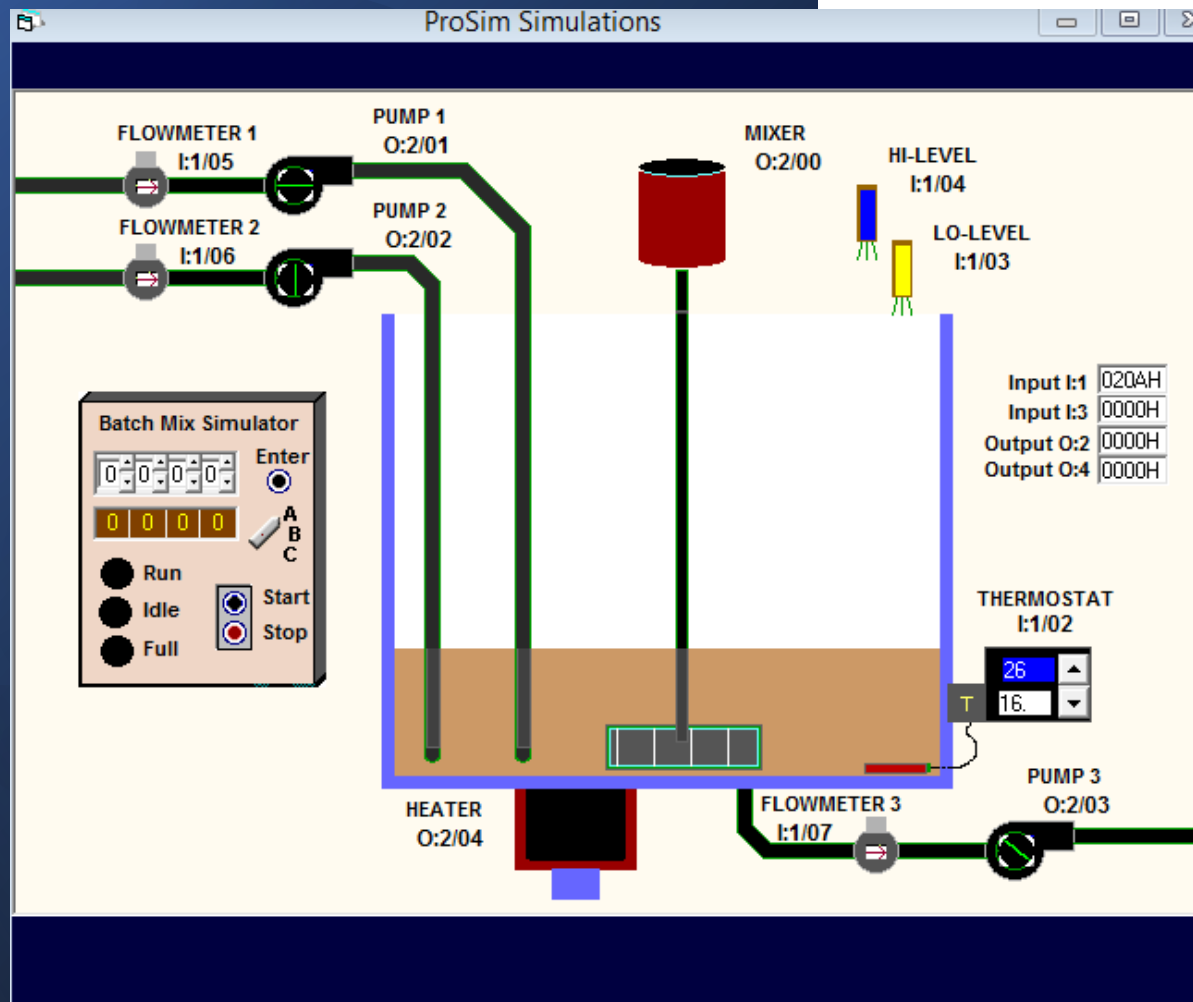 ProSim Simulations
FLOWMETER 1
I:1/05
PUMP 1
O:2/01
MIXER
O:2/00
HI-LEVEL
I:1/04
FLOWMETER 2
I:1/06
PUMP 2
O:2/02
LO-LEVEL
I:1/03
Input I:1 020AH
Input I:3 0000H
Output O:2 0000H
Output O:4 0000H
Batch Mix Simulator
0 0 0 0
Enter
0 0 0 0
A
B
C
Run
Idle
Full
Start
Stop
THERMOSTAT
I:1/02
26
T
16.
HEATER
O:2/04
FLOWMETER 3
I:1/07
PUMP 3
O:2/03